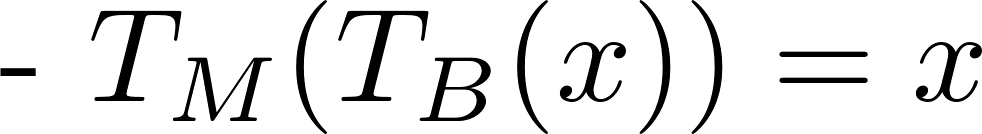 - T_M(T_B(x)) = x